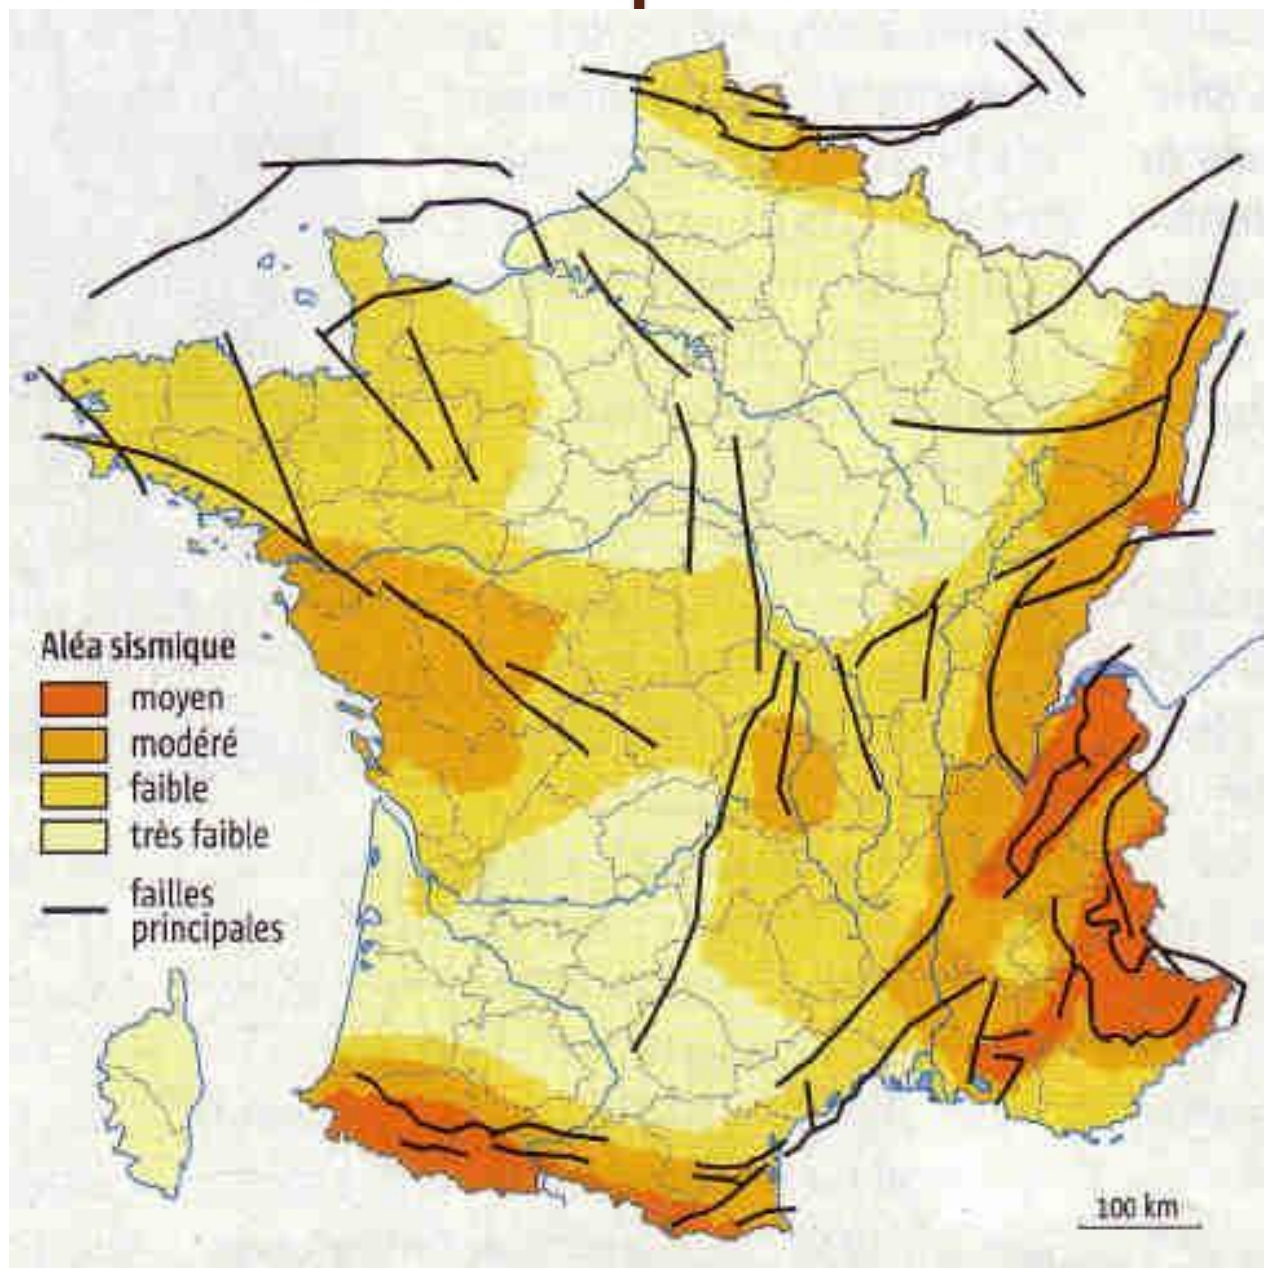 Aléa sismique
moyen
modéré
faible
très faible
failles
principales
100 km